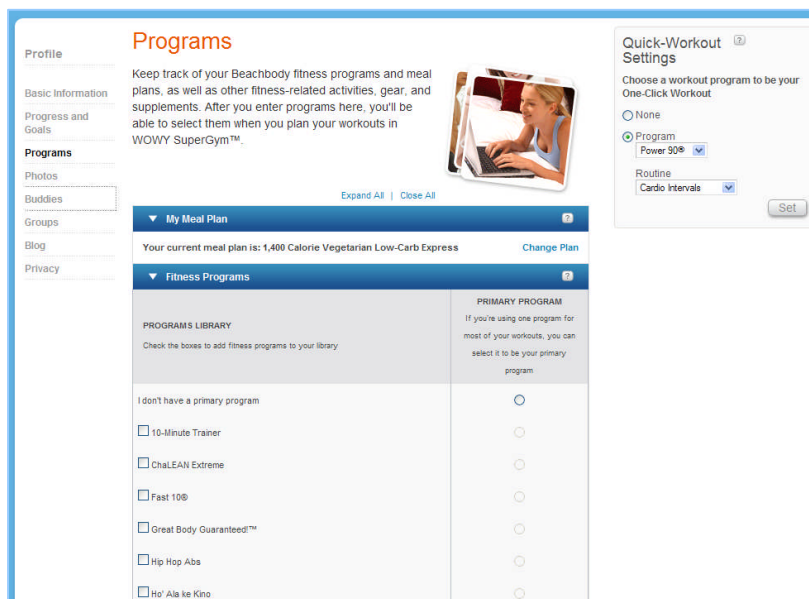 Profile
Basic Information
Progress and
Goals
Programs
Photos
Buddies
Groups
Blog
Privacy
Programs
Keep track of your Beachbody fitness programs and meal
plans, as well as other fitness-related activities, gear, and
supplements. After you enter programs here, you'll be
able to select them when you plan your workouts in
WOWY SuperGym™.
Expand All | Close All
My Meal Plan ?
Your current meal plan is: 1,400 Calorie Vegetarian Low-Carb Express Change Plan
Fitness Programs ?
PROGRAMS LIBRARY
Check the boxes to add fitness programs to your library
PRIMARY PROGRAM
If you're using one program for
most of your workouts, you can
select it to be your primary
program
I don't have a primary program
10-Minute Trainer
ChaLEAN Extreme
Fast 10®
Great Body Guaranteed!™
Hip Hop Abs
Ho' Ala ke Kino
Quick-Workout ?
Settings
Choose a workout program to be your
One-Click Workout
None
Program
Power 90®
Routine
Cardio Intervals
Set